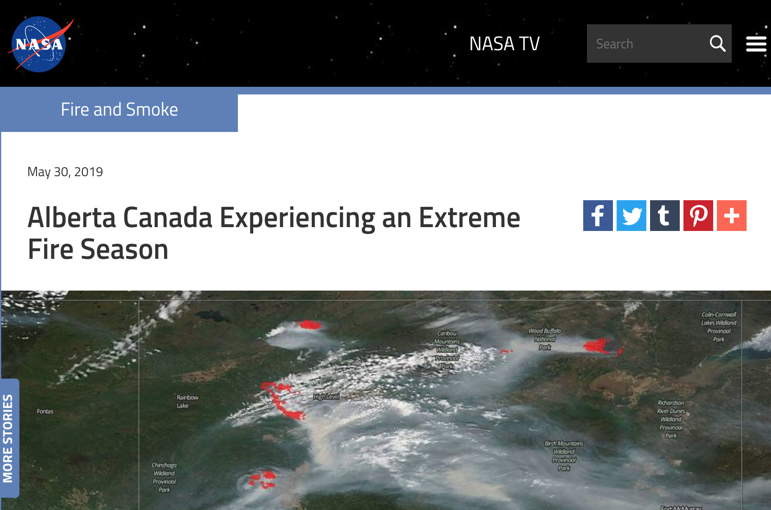 NASA
NASA TV
Search
Fire and Smoke
May 30, 2019
Alberta Canada Experiencing an Extreme
Fire Season
MORE STORIES
Colin-Cornwall
Lakes Wildland
Provincial
Park
Caribou
Mountains
Wildland
Provincial
Park
Wood Buffalo
National
Park
Rainbow
Lake
High Level
Fontas
Richardson
River Dunes
Wildland
Provincial
Park
Birch Mountains
Wildland
Provincial
Park
Chinchaga
Wildland
Provincial
Park
Fort McMurray